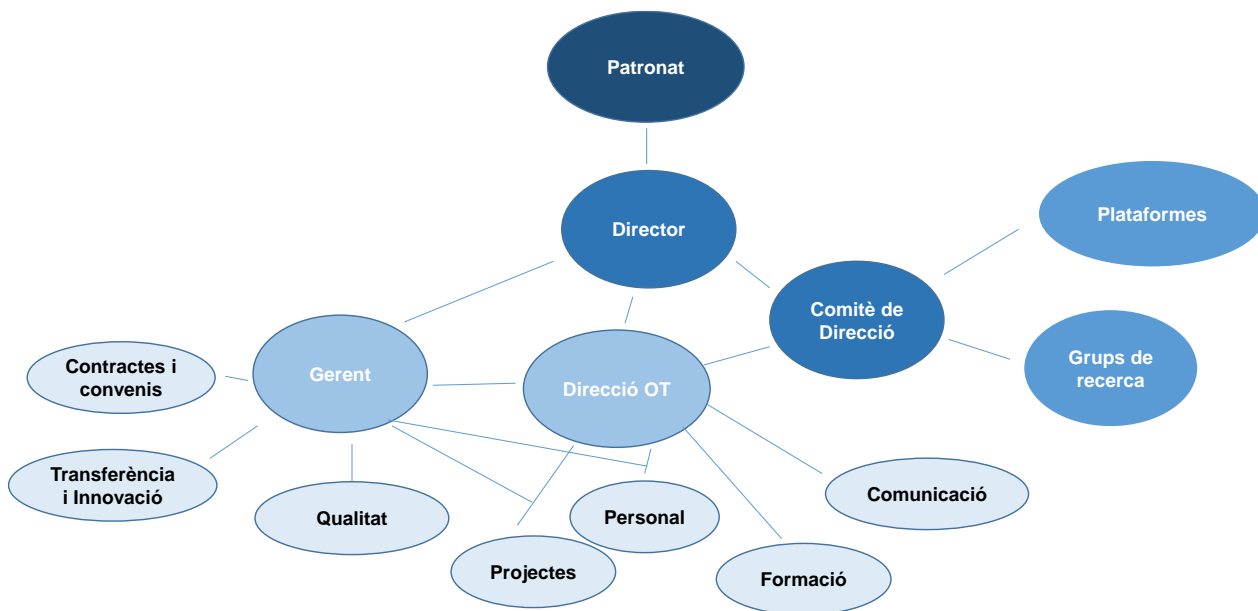 Patronat
Director
Plataformes
Comitè de
Direcció
Grups de
recerca
Gerent
Direcció OT
Contractes i
convenis
Transferència
i Innovació
Qualitat
Projectes
Personal
Formació
Comunicació